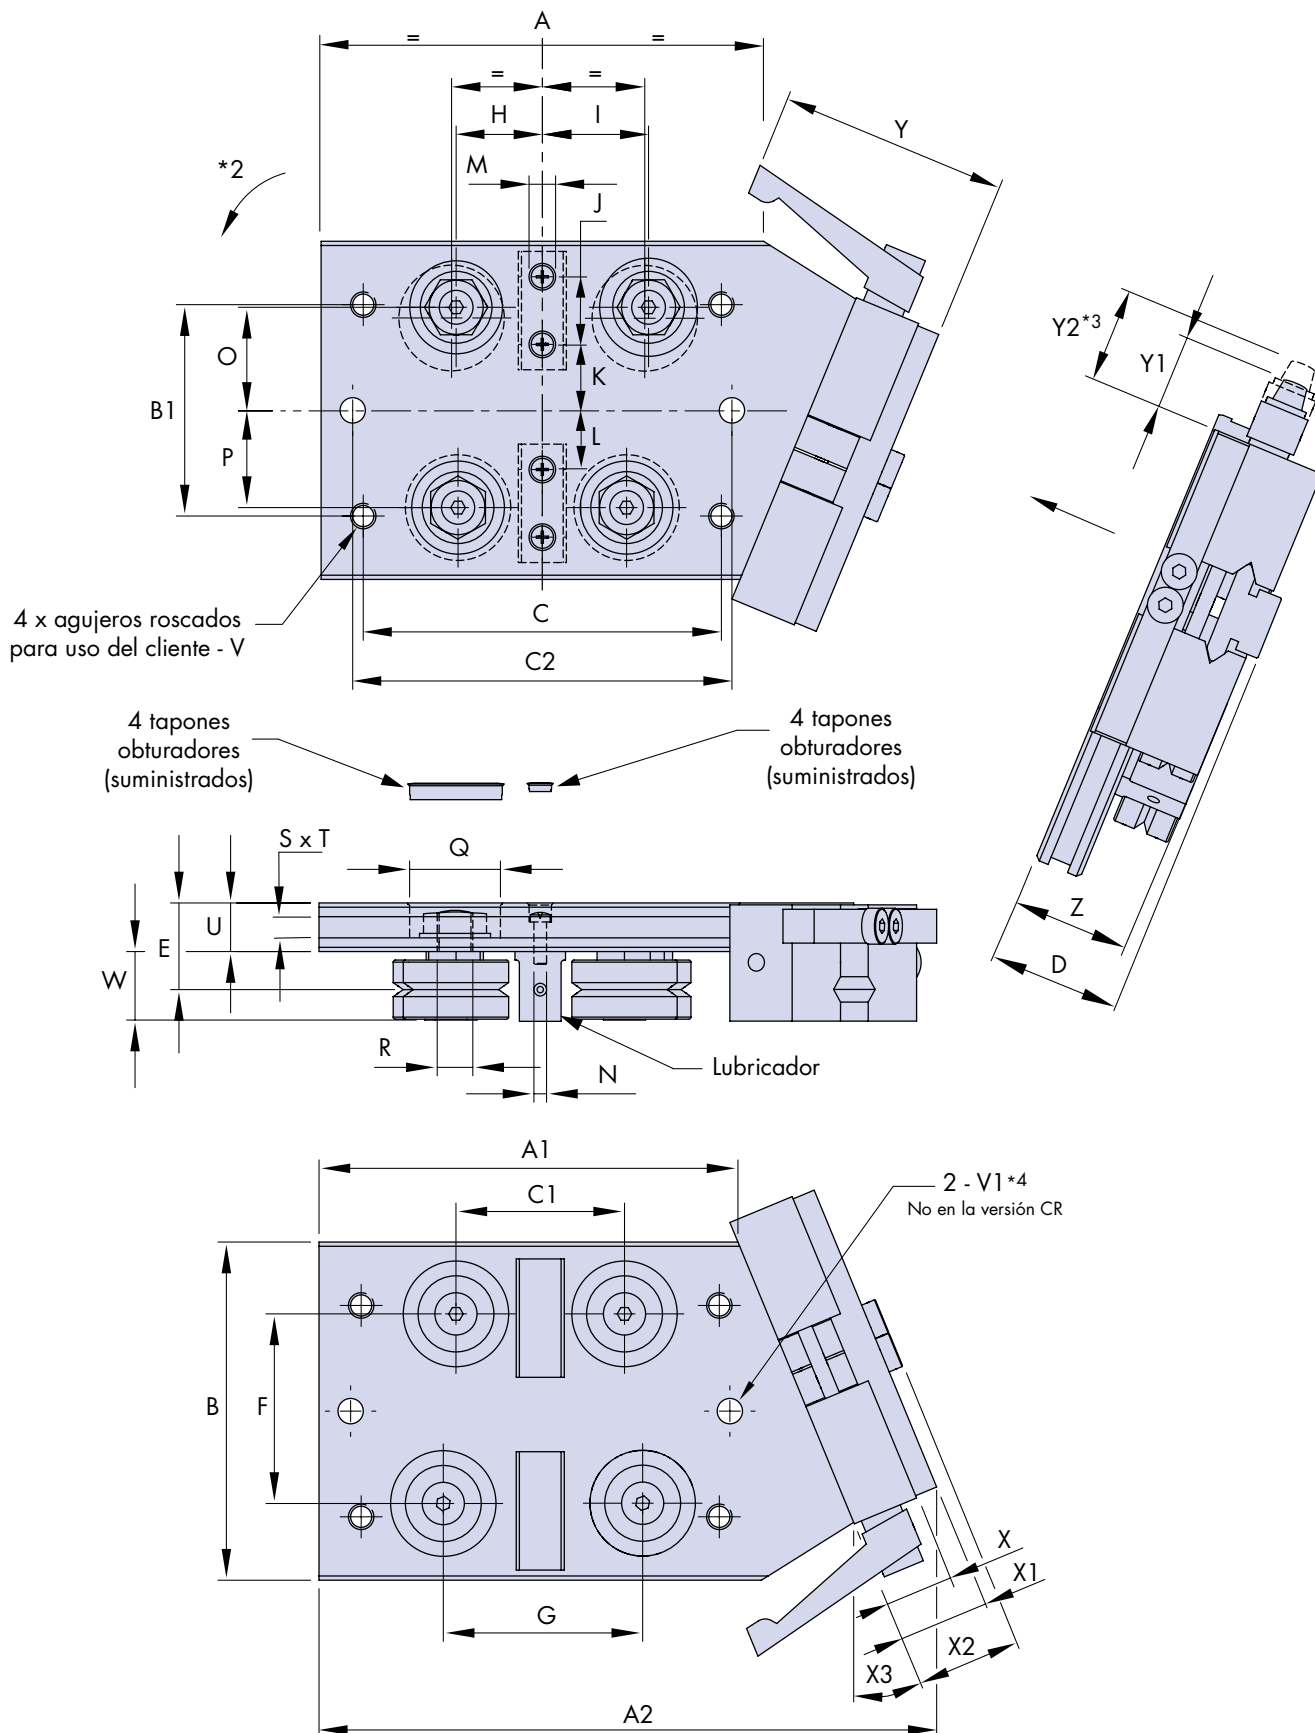 A
=
=
=
=
H
I
Y
*2
M
J
Y2*3
Y1
O
K
B1
L
P
4 x agujeros roscados
para uso del cliente - V
C
C2
4 tapones
obturadores
(suministrados)
4 tapones
obturadores
(suministrados)
S x T
Q
U
E
W
Z
D
R
N
Lubricador
A1
C1
2 - V1*4
No en la versión CR
B
F
G
X
X1
X2
X3
A2